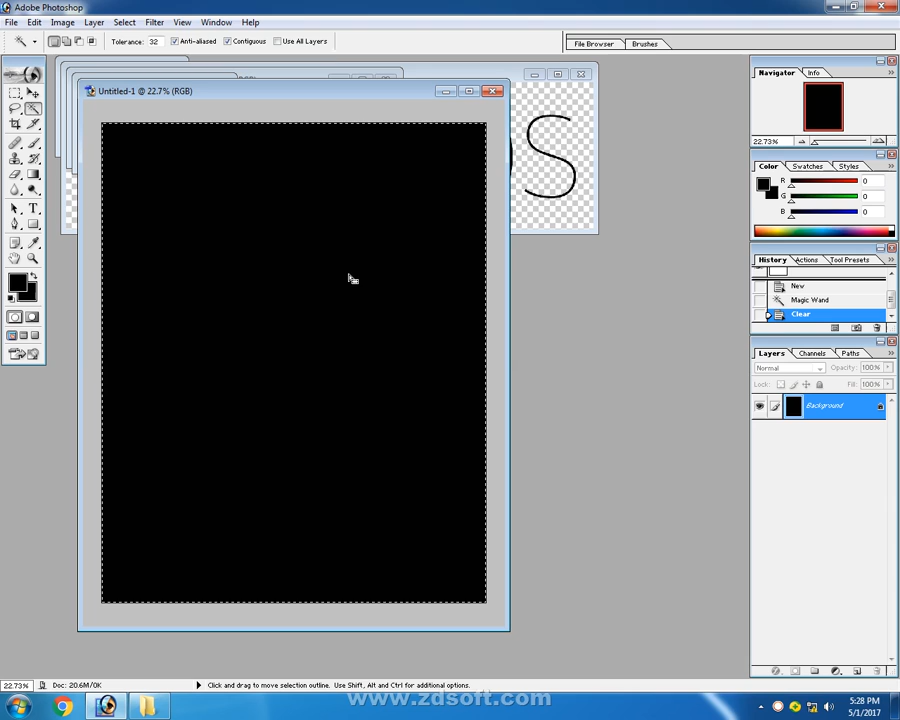 Adobe Photoshop
File Edit Image Layer Select Filter View Window Help
Tolerance: 32 Anti-aliased Contiguous Use All Layers
File Browser Brushes
Untitled-1 @ 22.7% (RGB)
S
Navigator Info
22.73%
Color Swatches Styles
R 0
G 0
B 0
History Actions Tool Presets
New
Magic Wand
Clear
Layers Channels Paths
Normal Opacity: 100%
Lock: Fill: 100%
Background
22.73% Doc: 20.6M/0K Click and drag to move selection outline. Use Shift, Alt and Ctrl for additional options.
www.zdsoft.com
5:28 PM
5/1/2017